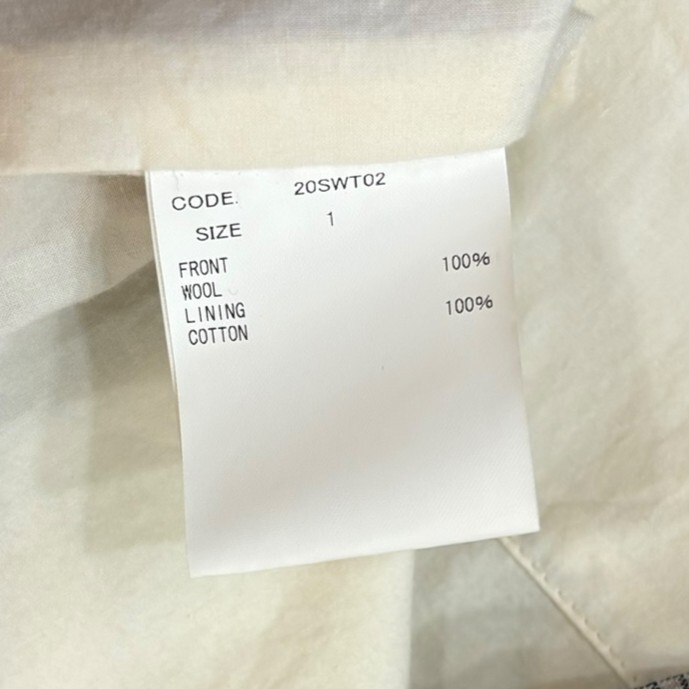 CODE. 20SWT02
SIZE 1
FRONT 100%
WOOL
LINING 100%
COTTON